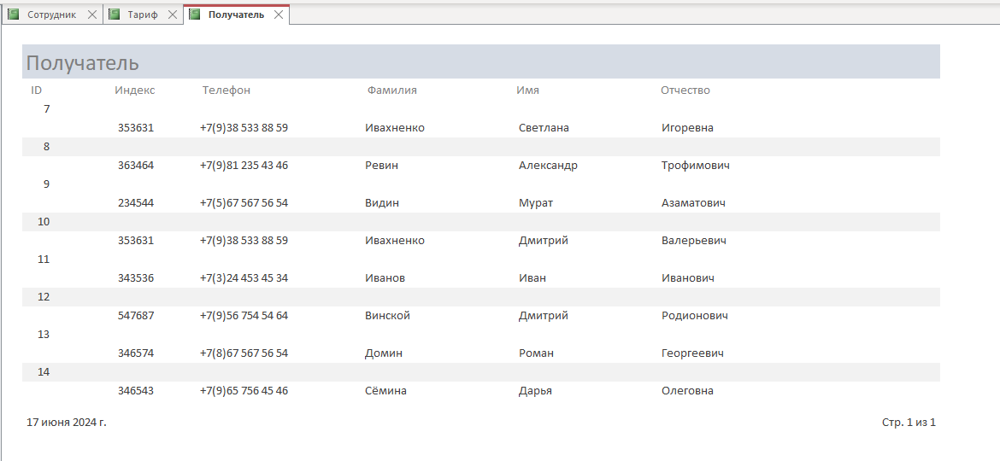 Сотрудник Тариф Получатель
Получатель
ID Индекс Телефон Фамилия Имя Отчество
7
353631 +7(9)38 533 88 59 Ивахненко Светлана Игоревна
8
363464 +7(9)81 235 43 46 Ревин Александр Трофимович
9
234544 +7(5)67 567 56 54 Видин Мурат Азаматович
10
353631 +7(9)38 533 88 59 Ивахненко Дмитрий Валерьевич
11
343536 +7(3)24 453 45 34 Иванов Иван Иванович
12
547687 +7(9)56 754 54 64 Винской Дмитрий Родионович
13
346574 +7(8)67 567 56 54 Домин Роман Георгеевич
14
346543 +7(9)65 756 45 46 Сёмина Дарья Олеговна
17 июня 2024 г. Стр. 1 из 1